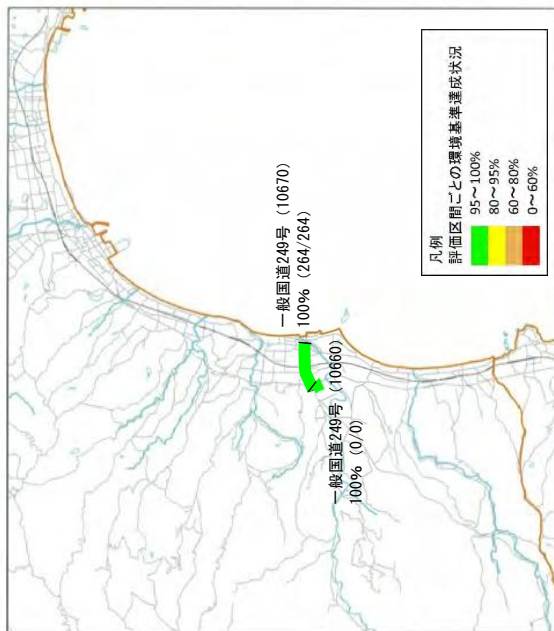 一般国道249号 (10670)
100% (264/264)
一般国道249号 (10660)
100% (0/0)
凡例
評価区間ごとの環境基準達成状況
95～100%
80～95%
60～80%
0～60%